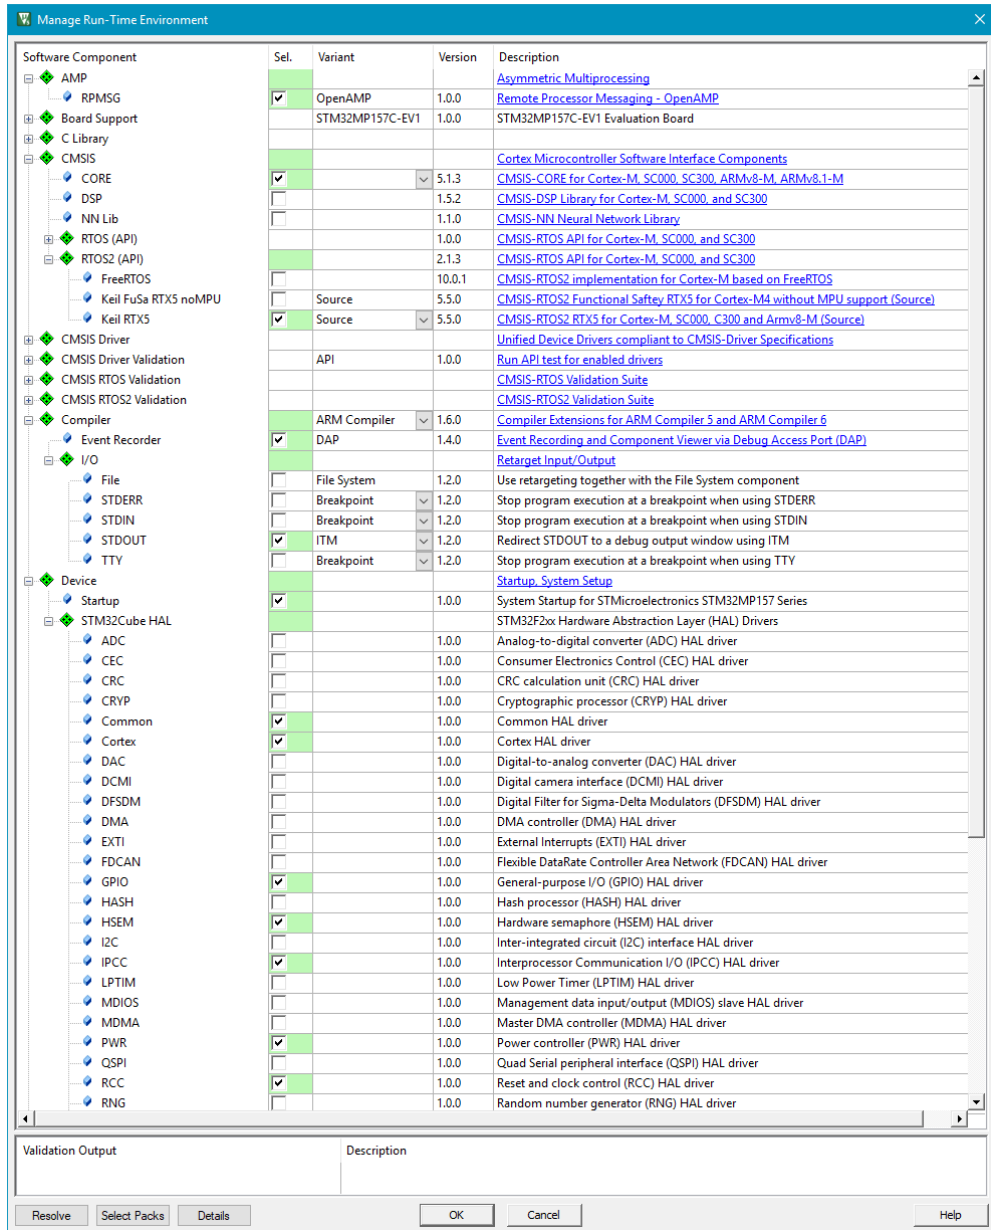 Manage Run-Time Environment
Software Component Sel. Variant Version Description
AMP Asymmetric Multiprocessing
RPMSG OpenAMP 1.0.0 Remote Processor Messaging - OpenAMP
Board Support STM32MP157C-EV1 1.0.0 STM32MP157C-EV1 Evaluation Board
C Library
CMSIS Cortex Microcontroller Software Interface Components
CORE 5.1.3 CMSIS-CORE for Cortex-M, SC000, SC300, ARMv8-M, ARMv8.1-M
DSP 1.5.2 CMSIS-DSP Library for Cortex-M, SC000, and SC300
NN Lib 1.1.0 CMSIS-NN Neural Network Library
RTOS (API) 1.0.0 CMSIS-RTOS API for Cortex-M, SC000, and SC300
RTOS2 (API) 2.1.3 CMSIS-RTOS API for Cortex-M, SC000, and SC300
FreeRTOS 10.0.1 CMSIS-RTOS2 implementation for Cortex-M based on FreeRTOS
Keil FuSa RTX5 noMPU Source 5.5.0 CMSIS-RTOS2 Functional Saftey RTX5 for Cortex-M4 without MPU support (Source)
Keil RTX5 Source 5.5.0 CMSIS-RTOS2 RTX5 for Cortex-M, SC000, C300 and Armv8-M (Source)
CMSIS Driver Unified Device Drivers compliant to CMSIS-Driver Specifications
CMSIS Driver Validation API 1.0.0 Run API test for enabled drivers
CMSIS RTOS Validation CMSIS-RTOS Validation Suite
CMSIS RTOS2 Validation CMSIS-RTOS2 Validation Suite
Compiler ARM Compiler 1.6.0 Compiler Extensions for ARM Compiler 5 and ARM Compiler 6
Event Recorder DAP 1.4.0 Event Recording and Component Viewer via Debug Access Port (DAP)
I/O Retarget Input/Output
File File System 1.2.0 Use retargeting together with the File System component
STDERR Breakpoint 1.2.0 Stop program execution at a breakpoint when using STDERR
STDIN Breakpoint 1.2.0 Stop program execution at a breakpoint when using STDIN
STDOUT ITM 1.2.0 Redirect STDOUT to a debug output window using ITM
TTY Breakpoint 1.2.0 Stop program execution at a breakpoint when using TTY
Device Startup, System Setup
Startup 1.0.0 System Startup for STMicroelectronics STM32MP157 Series
STM32Cube HAL STM32F2xx Hardware Abstraction Layer (HAL) Drivers
ADC 1.0.0 Analog-to-digital converter (ADC) HAL driver
CEC 1.0.0 Consumer Electronics Control (CEC) HAL driver
CRC 1.0.0 CRC calculation unit (CRC) HAL driver
CRYP 1.0.0 Cryptographic processor (CRYP) HAL driver
Common 1.0.0 Common HAL driver
Cortex 1.0.0 Cortex HAL driver
DAC 1.0.0 Digital-to-analog converter (DAC) HAL driver
DCMI 1.0.0 Digital camera interface (DCMI) HAL driver
DFSDM 1.0.0 Digital Filter for Sigma-Delta Modulators (DFSDM) HAL driver
DMA 1.0.0 DMA controller (DMA) HAL driver
EXTI 1.0.0 External Interrupts (EXTI) HAL driver
FDCAN 1.0.0 Flexible DataRate Controller Area Network (FDCAN) HAL driver
GPIO 1.0.0 General-purpose I/O (GPIO) HAL driver
HASH 1.0.0 Hash processor (HASH) HAL driver
HSEM 1.0.0 Hardware semaphore (HSEM) HAL driver
I2C 1.0.0 Inter-integrated circuit (I2C) interface HAL driver
IPCC 1.0.0 Interprocessor Communication I/O (IPCC) HAL driver
LPTIM 1.0.0 Low Power Timer (LPTIM) HAL driver
MDIOS 1.0.0 Management data input/output (MDIOS) slave HAL driver
MDMA 1.0.0 Master DMA controller (MDMA) HAL driver
PWR 1.0.0 Power controller (PWR) HAL driver
QSPI 1.0.0 Quad Serial peripheral interface (QSPI) HAL driver
RCC 1.0.0 Reset and clock control (RCC) HAL driver
RNG 1.0.0 Random number generator (RNG) HAL driver
Validation Output Description
Resolve Select Packs Details OK Cancel Help